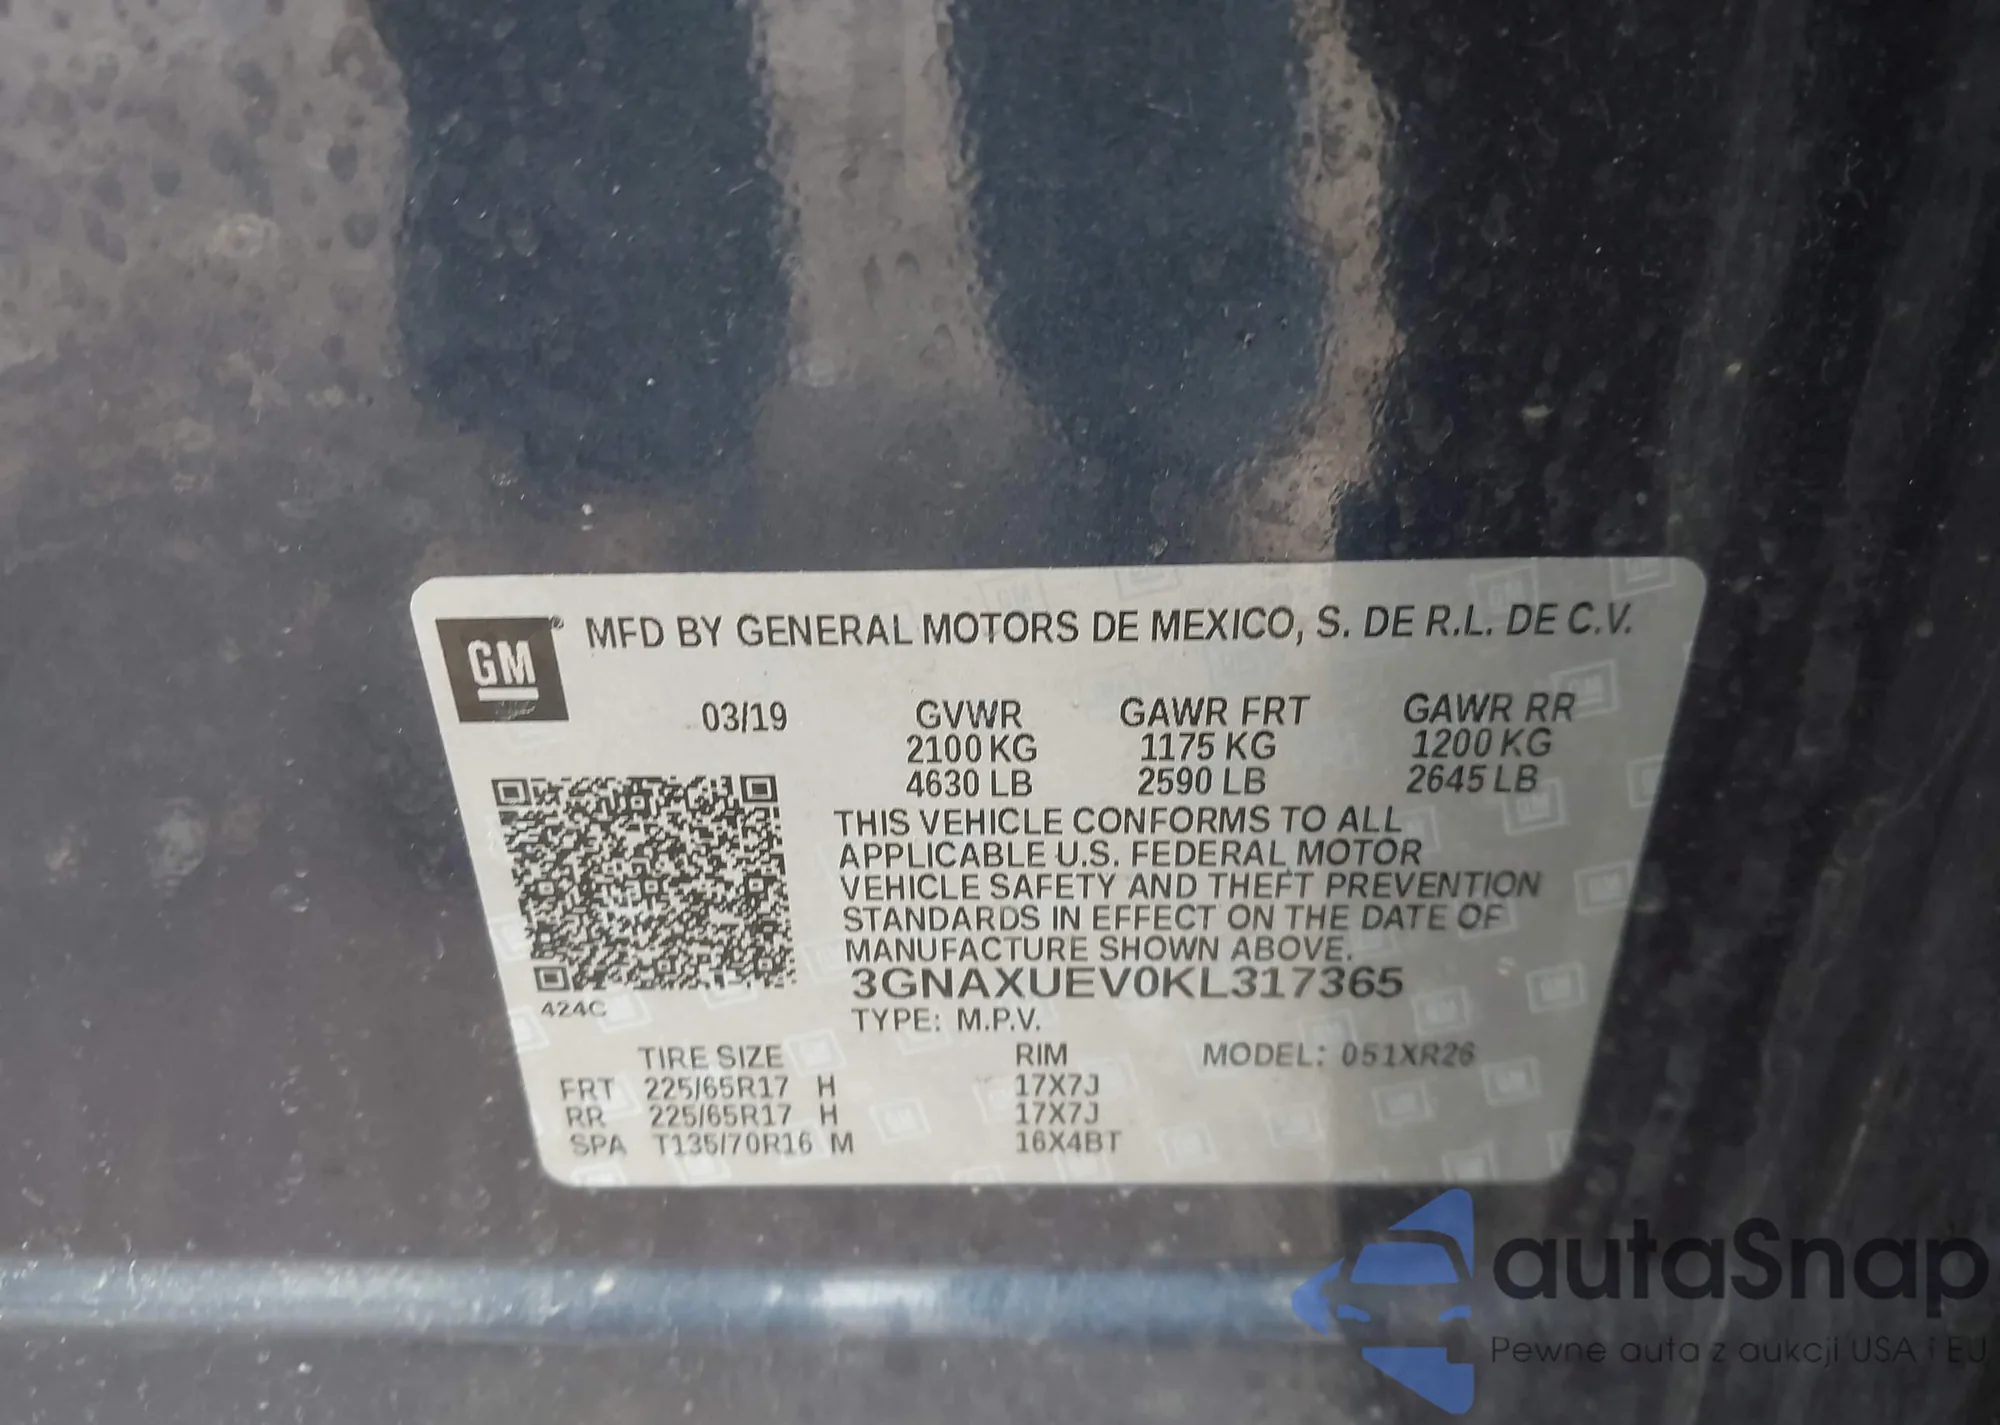 GM® MFD BY GENERAL MOTORS DE MEXICO, S. DE R.L. DE C.V.
03/19 GVWR GAWR FRT GAWR RR
2100 KG 1175 KG 1200 KG
4630 LB 2590 LB 2645 LB
THIS VEHICLE CONFORMS TO ALL
APPLICABLE U.S. FEDERAL MOTOR
VEHICLE SAFETY AND THEFT PREVENTION
STANDARDS IN EFFECT ON THE DATE OF
MANUFACTURE SHOWN ABOVE.
3GNAXUEV0KL317365
424C
TYPE: M.P.V.
TIRE SIZE RIM MODEL: 051XR26
FRT 225/65R17 H 17X7J
RR 225/65R17 H 17X7J
SPA T135/70R16 M 16X4BT
autaSnap
Pewne auta z aukcji USA i EU